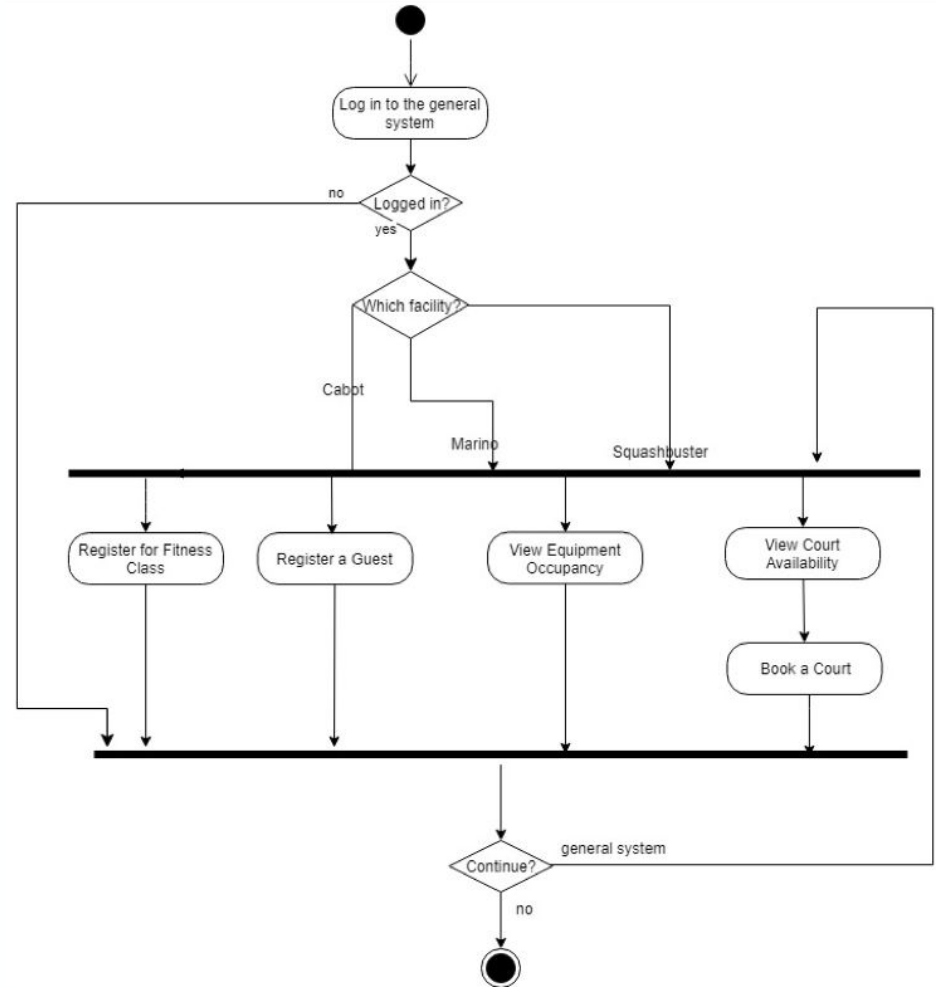 Log in to the general
system
no
Logged in?
yes
Which facility?
Cabot
Marino
Squashbuster
Register for Fitness
Class
Register a Guest
View Equipment
Occupancy
View Court
Availability
Book a Court
general system
Continue?
no